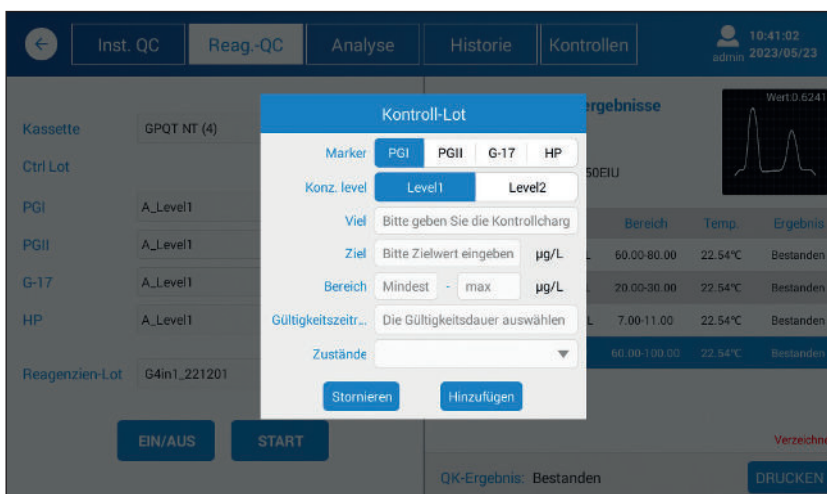 Inst. QC
Reag.-QC
Analyse
Historie
Kontrollen
admin
10:41:02
2023/05/23
Kassette GPQT NT (4)
Ctrl Lot
PGI A_Level1
PGII A_Level1
G-17 A_Level1
HP A_Level1
Reagenzien-Lot G4in1_221201
EIN/AUS START
Kontroll-Lot
Marker PGI PGII G-17 HP
Konz. level Level1 Level2
Viel Bitte geben Sie die Kontrollcharg
Ziel Bitte Zielwert eingeben µg/L
Bereich Mindest - max µg/L
Gültigkeitszeitr... Die Gültigkeitsdauer auswählen
Zustände
Stornieren Hinzufügen
ergebnisse
Wert:0.6241
50EIU
Bereich Temp. Ergebnis
L 60.00-80.00 22.54°C Bestanden
20.00-30.00 22.54°C Bestanden
L 7.00-11.00 22.54°C Bestanden
60.00-100.00 22.54°C Bestanden
Verzeichne
QK-Ergebnis: Bestanden DRUCKEN